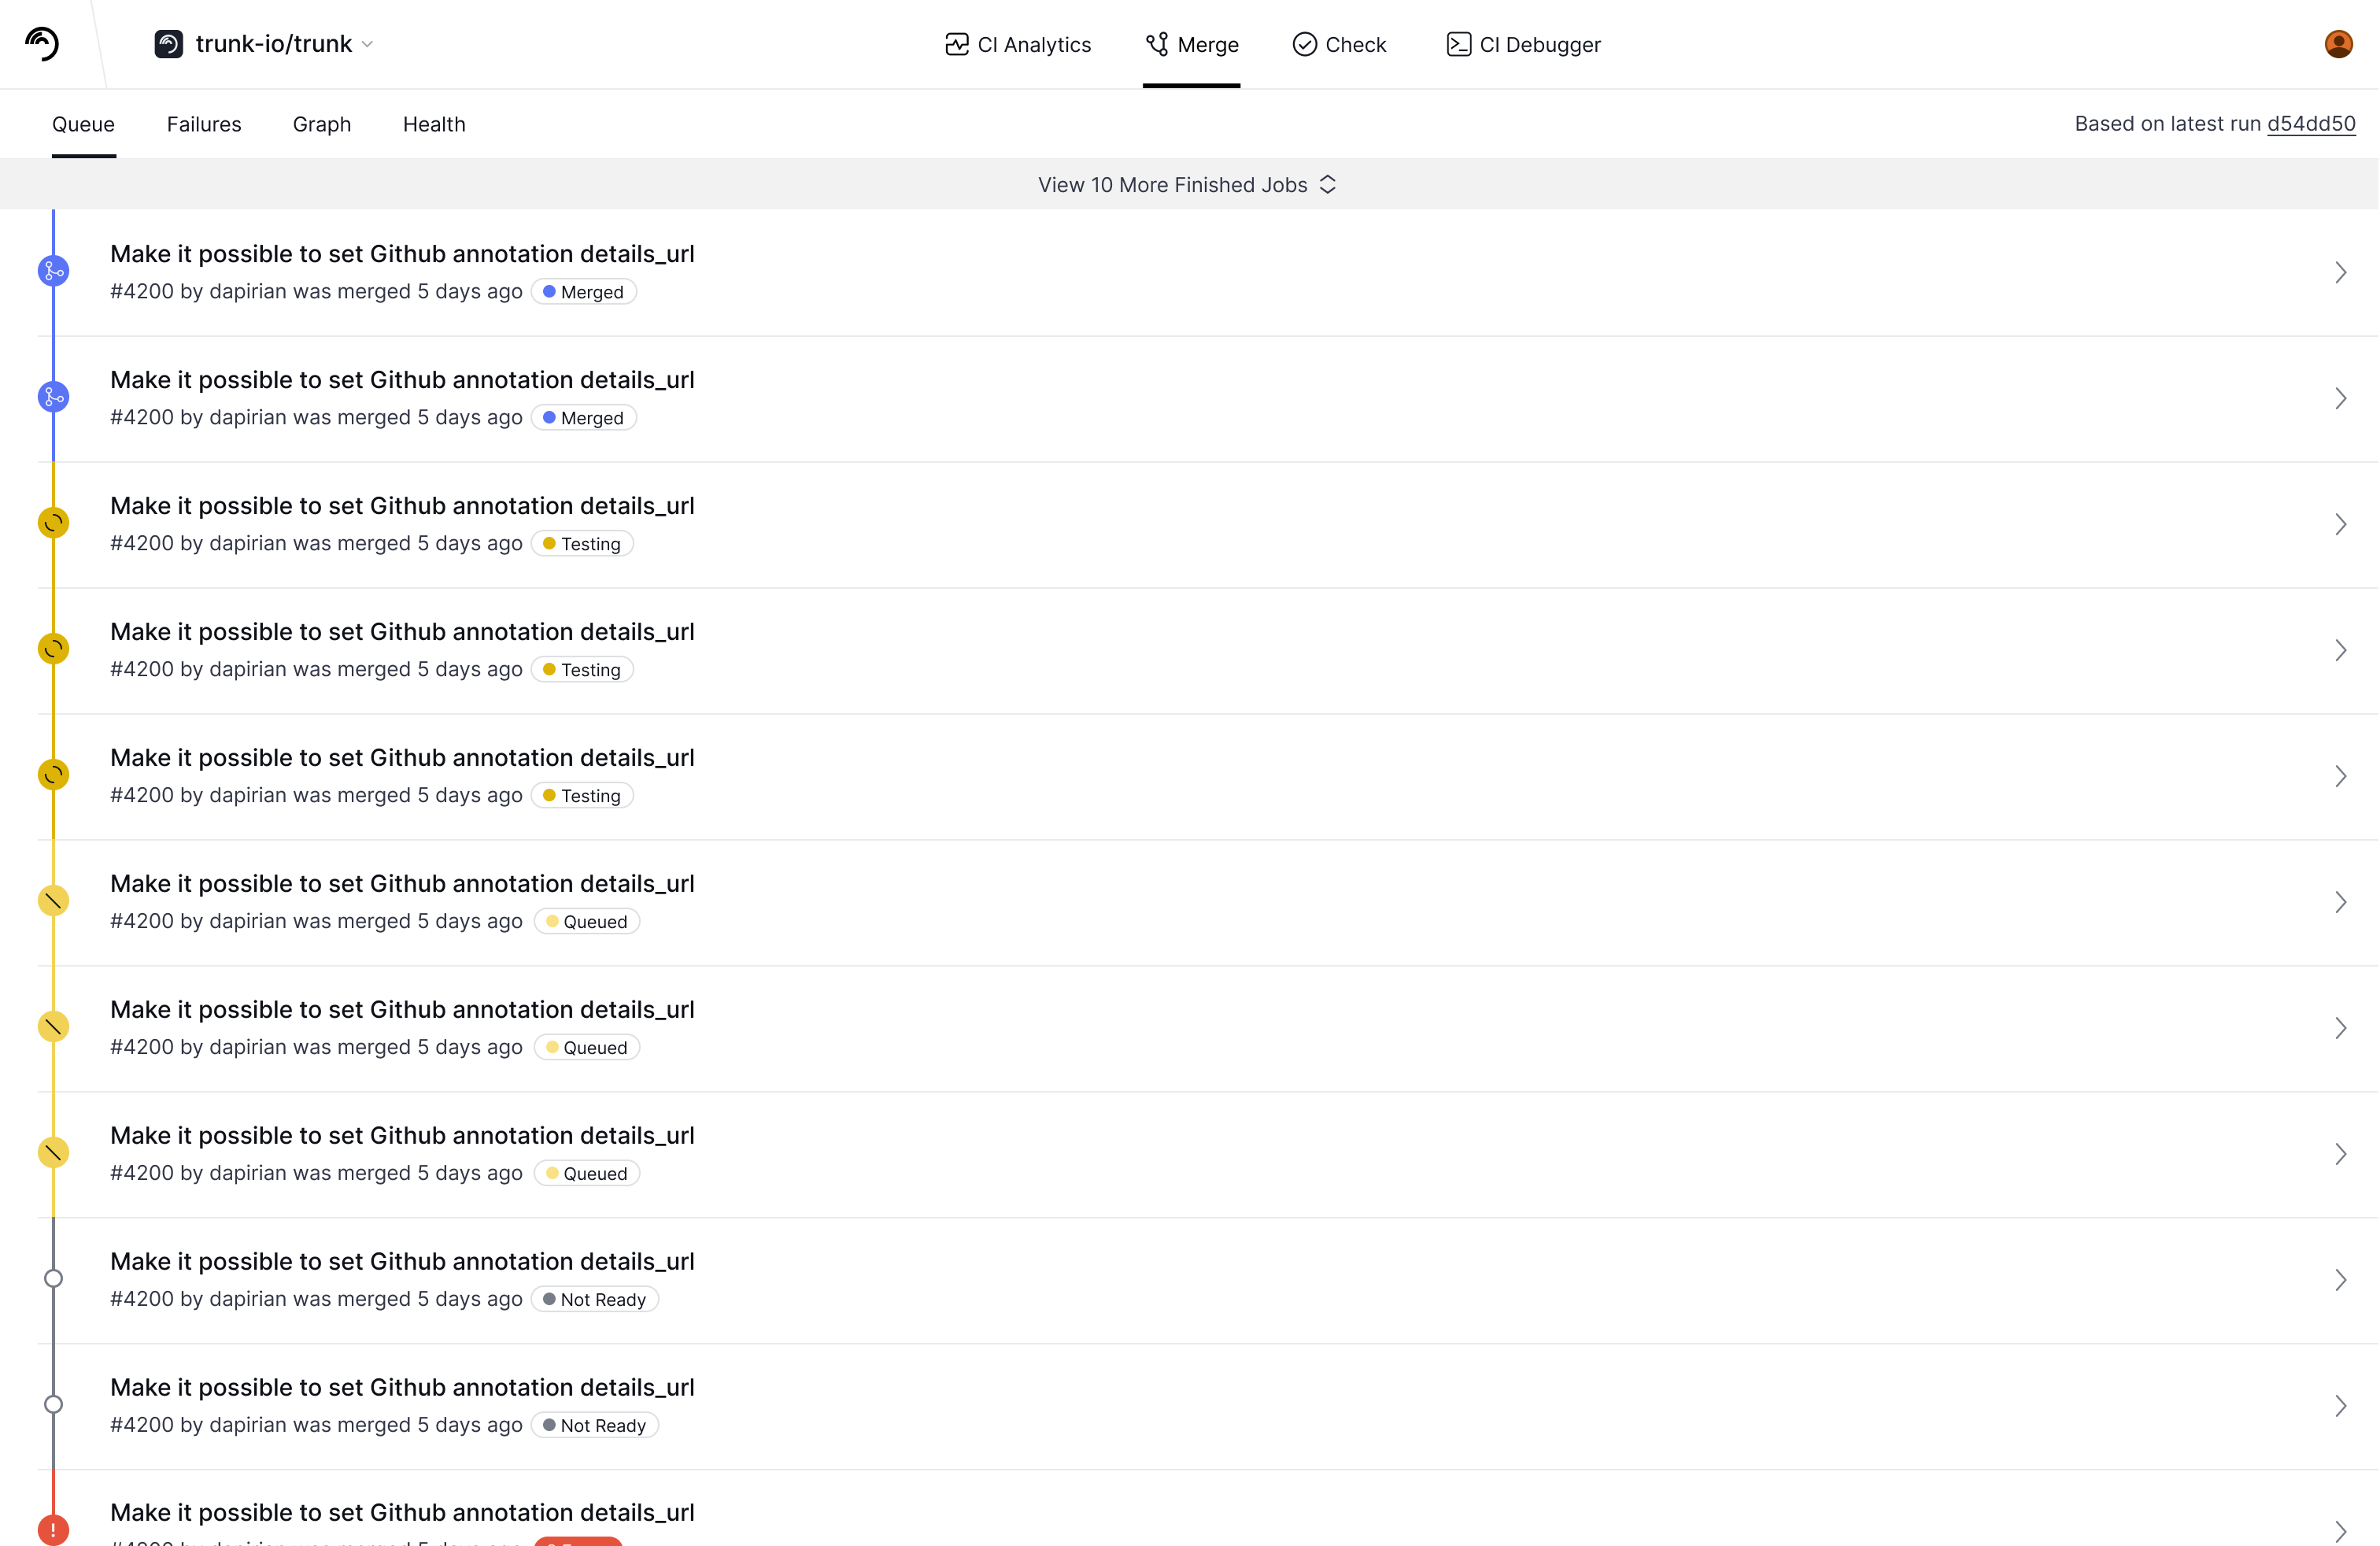 trunk-io/trunk
CI Analytics
Merge
Check
CI Debugger
Queue
Failures
Graph
Health
Based on latest run d54dd50
View 10 More Finished Jobs
Make it possible to set Github annotation details_url
#4200 by dapirian was merged 5 days ago Merged
Make it possible to set Github annotation details_url
#4200 by dapirian was merged 5 days ago Merged
Make it possible to set Github annotation details_url
#4200 by dapirian was merged 5 days ago Testing
Make it possible to set Github annotation details_url
#4200 by dapirian was merged 5 days ago Testing
Make it possible to set Github annotation details_url
#4200 by dapirian was merged 5 days ago Testing
Make it possible to set Github annotation details_url
#4200 by dapirian was merged 5 days ago Queued
Make it possible to set Github annotation details_url
#4200 by dapirian was merged 5 days ago Queued
Make it possible to set Github annotation details_url
#4200 by dapirian was merged 5 days ago Queued
Make it possible to set Github annotation details_url
#4200 by dapirian was merged 5 days ago Not Ready
Make it possible to set Github annotation details_url
#4200 by dapirian was merged 5 days ago Not Ready
Make it possible to set Github annotation details_url
#4200 by dapirian was merged 5 days ago